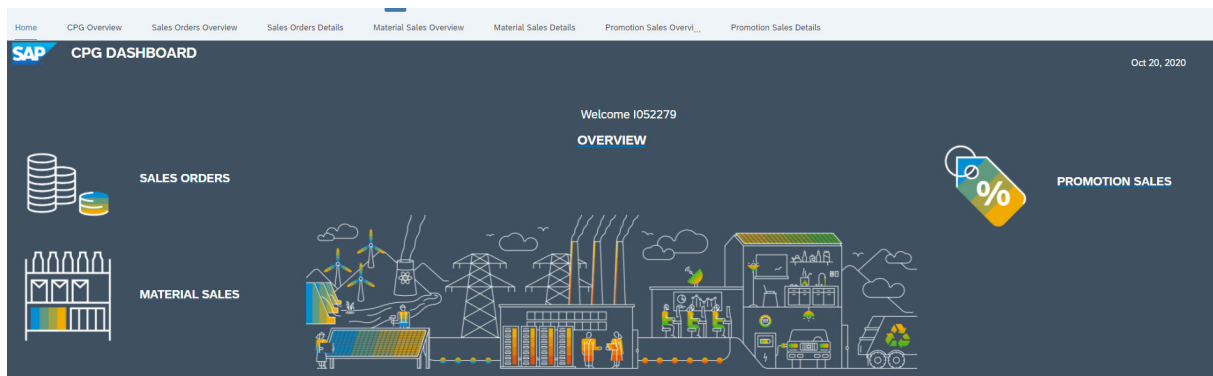 Home CPG Overview Sales Orders Overview Sales Orders Details Material Sales Overview Material Sales Details Promotion Sales Overvi... Promotion Sales Details
SAP CPG DASHBOARD
Oct 20, 2020
Welcome I052279
OVERVIEW
SALES ORDERS
%
PROMOTION SALES
MATERIAL SALES